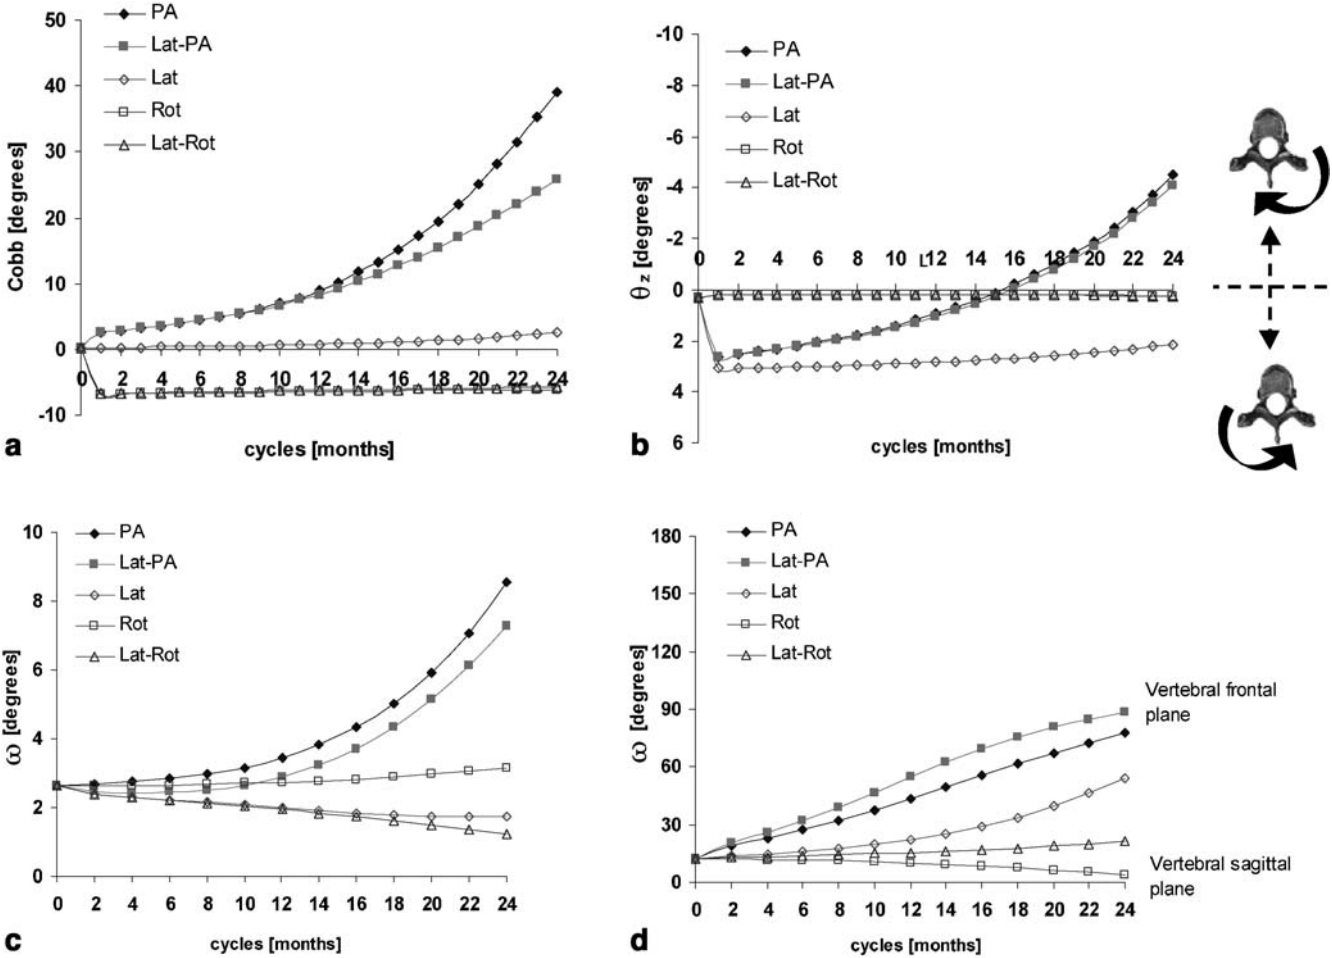 50
40
30
20
10
0
-10
Cobb [degrees]
PA
Lat-PA
Lat
Rot
Lat-Rot
2 4 6 8 10 12 14 16 18 20 22 24
cycles [months]
a
-10
-8
-6
-4
-2
0
2
4
6
θz [degrees]
PA
Lat-PA
Lat
Rot
Lat-Rot
0 2 4 6 8 10 12 14 16 18 20 22 24
cycles [months]
b
10
8
6
4
2
0
ω [degrees]
PA
Lat-PA
Lat
Rot
Lat-Rot
0 2 4 6 8 10 12 14 16 18 20 22 24
cycles [months]
c
180
150
120
90
60
30
0
ω [degrees]
PA
Lat-PA
Lat
Rot
Lat-Rot
Vertebral frontal
plane
Vertebral sagittal
plane
0 2 4 6 8 10 12 14 16 18 20 22 24
cycles [months]
d